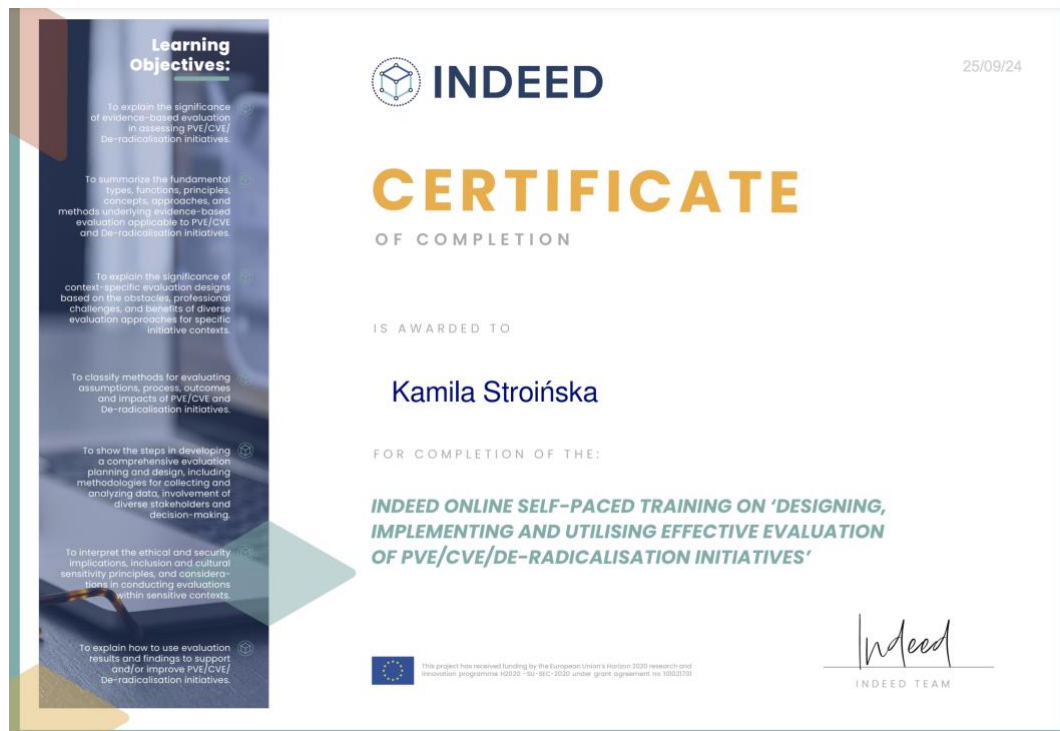 Learning
Objectives:
To explain the significance
of evidence-based evaluation
in assessing PVE/CVE/
De-radicalisation initiatives.
To summarize the fundamental
types, functions, principles,
concepts, approaches, and
methods underlying evidence-based
evaluation applicable to PVE/CVE
and De-radicalisation initiatives.
To explain the significance of
context-specific evaluation designs
based on the obstacles, professional
challenges, and benefits of diverse
evaluation approaches for specific
initiative contexts.
To classify methods for evaluating
assumptions, process, outcomes
and impacts of PVE/CVE and
De-radicalisation initiatives.
To show the steps in developing
a comprehensive evaluation
planning and design, including
methodologies for collecting and
analyzing data, involvement of
diverse stakeholders and
decision-making.
To interpret the ethical and security
implications, inclusion and cultural
sensitivity principles, and considera-
tions in conducting evaluations
within sensitive contexts.
To explain how to use evaluation
results and findings to support
and/or improve PVE/CVE/
De-radicalisation initiatives.
INDEED
25/09/24
CERTIFICATE
OF COMPLETION
IS AWARDED TO
Kamila Stroińska
FOR COMPLETION OF THE:
INDEED ONLINE SELF-PACED TRAINING ON ‘DESIGNING,
IMPLEMENTING AND UTILISING EFFECTIVE EVALUATION
OF PVE/CVE/DE-RADICALISATION INITIATIVES’
This project has received funding by the European Union's Horizon 2020 research and
innovation programme H2020 -SU-SEC-2020 under grant agreement no 101021701
Indeed
INDEED TEAM